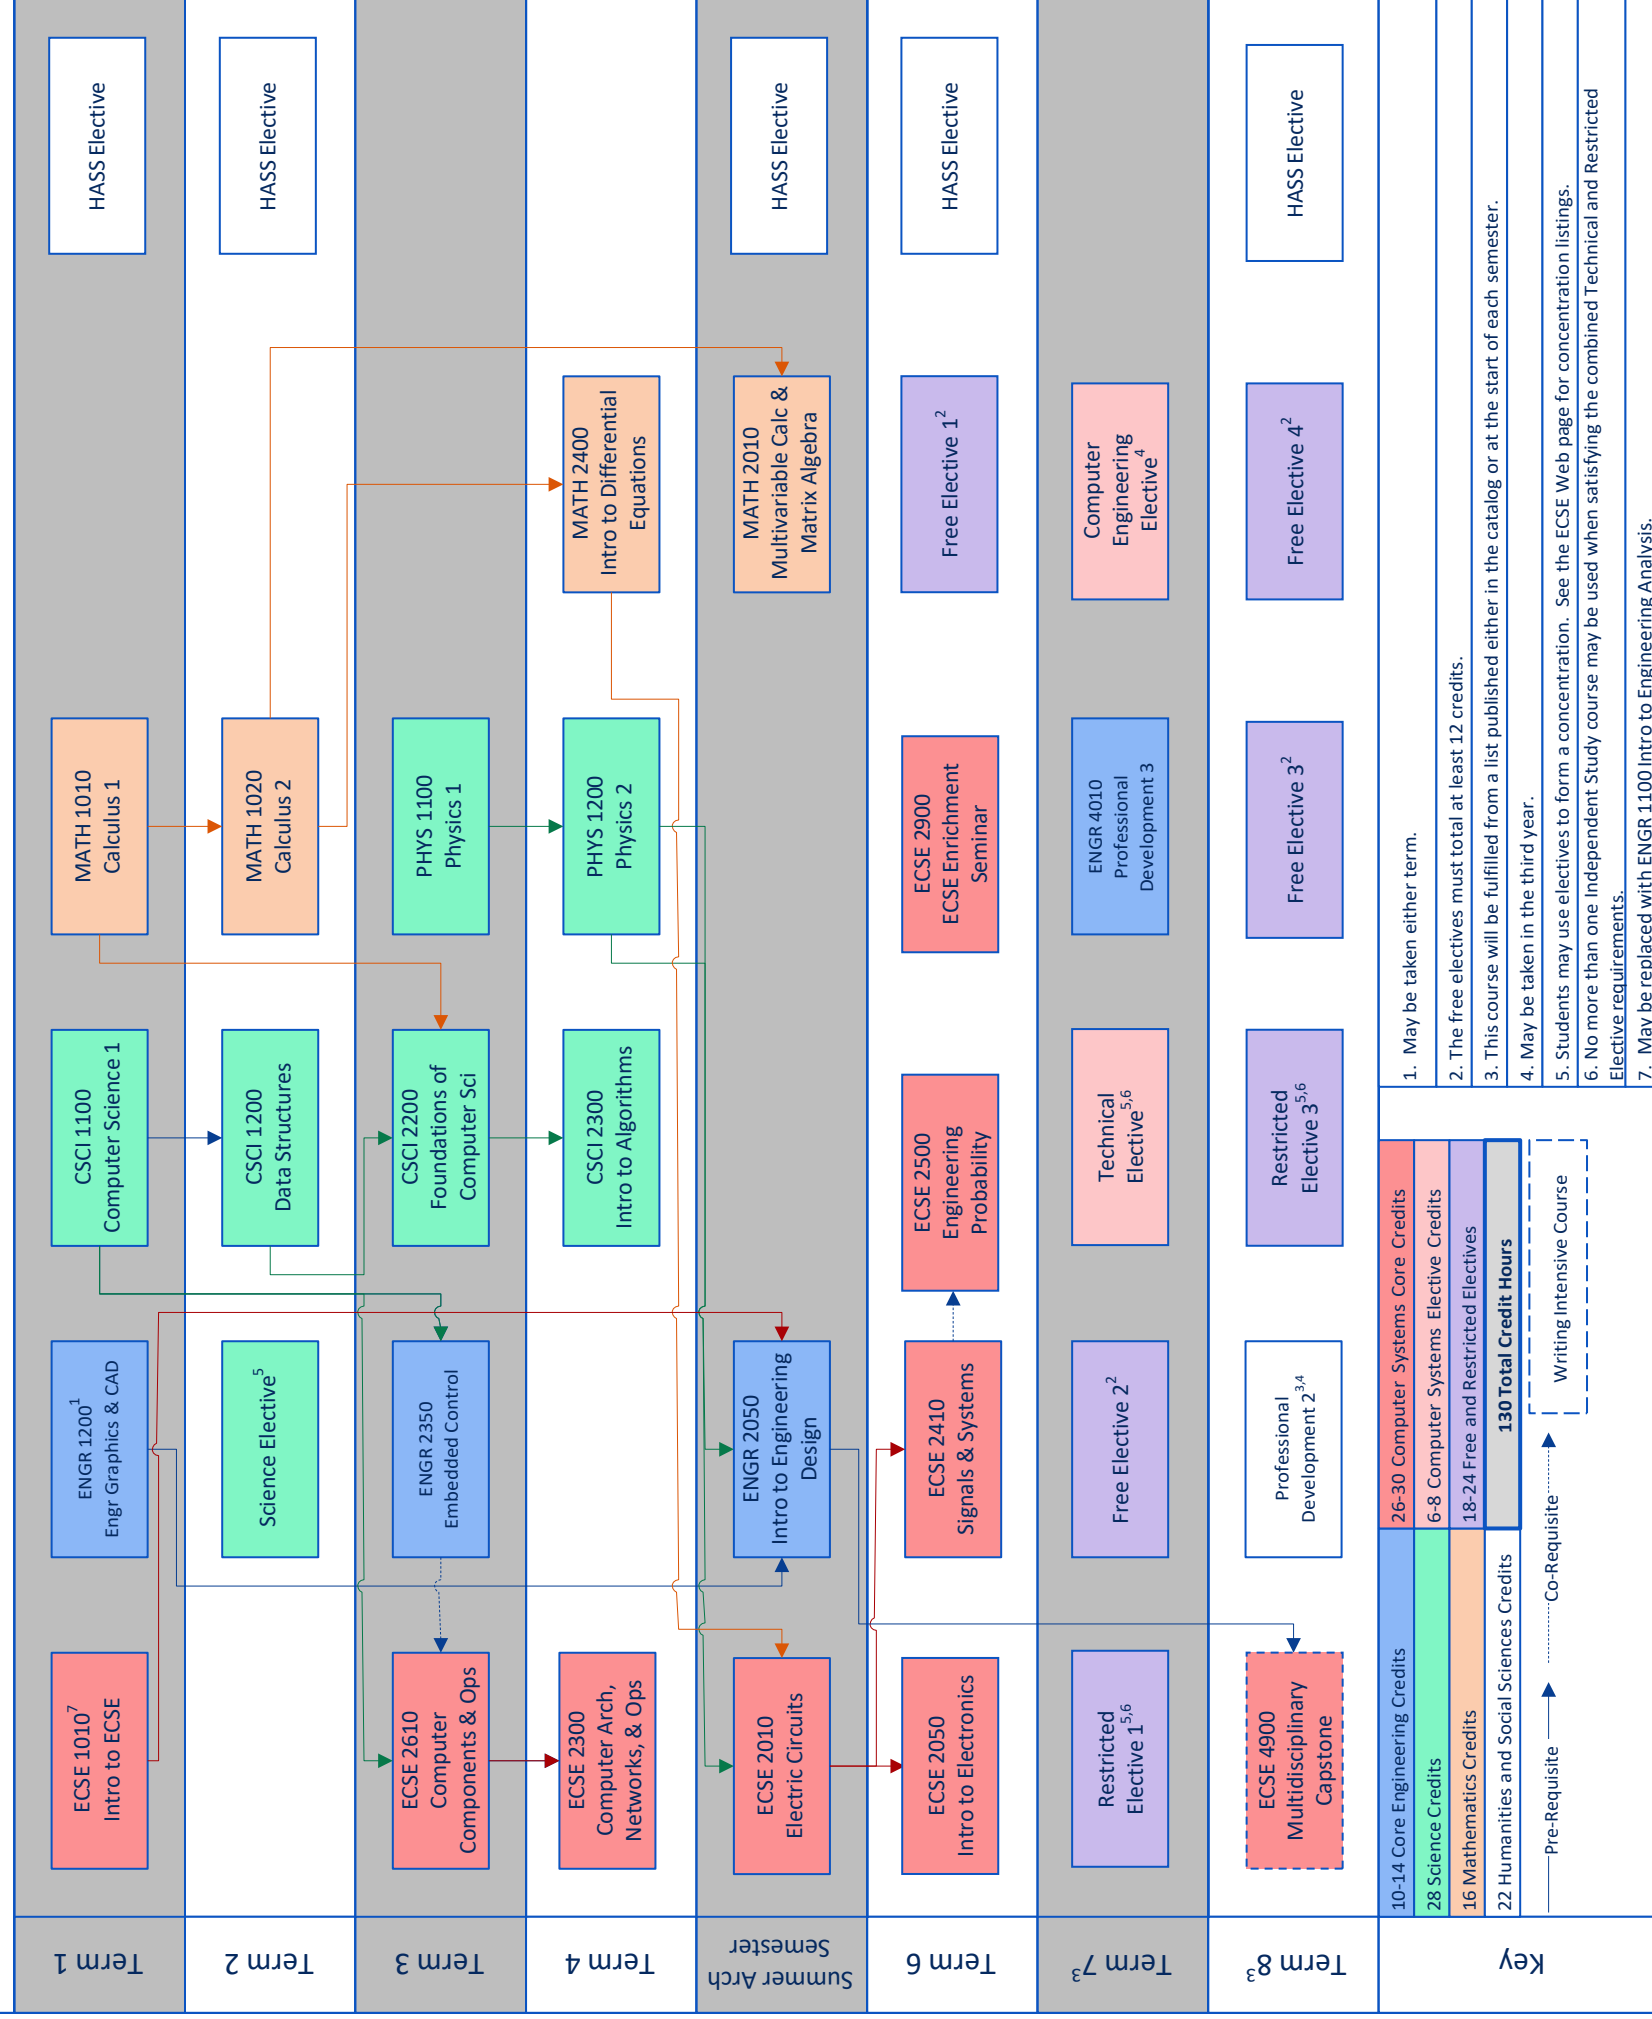 Term 1
ECSE 1010⁷
Intro to ECSE
ENGR 1200¹
Engr Graphics & CAD
CSCI 1100
Computer Science 1
MATH 1010
Calculus 1
HASS Elective
Term 2
Science Elective⁵
CSCI 1200
Data Structures
MATH 1020
Calculus 2
HASS Elective
Term 3
ECSE 2610
Computer
Components & Ops
ENGR 2350
Embedded Control
CSCI 2200
Foundations of
Computer Sci
PHYS 1100
Physics 1
Term 4
ECSE 2300
Computer Arch,
Networks, & Ops
CSCI 2300
Intro to Algorithms
PHYS 1200
Physics 2
MATH 2400
Intro to Differential
Equations
Summer Arch
Semester
ECSE 2010
Electric Circuits
ENGR 2050
Intro to Engineering
Design
MATH 2010
Multivariable Calc &
Matrix Algebra
HASS Elective
Term 6
ECSE 2050
Intro to Electronics
ECSE 2410
Signals & Systems
ECSE 2500
Engineering
Probability
ECSE 2900
ECSE Enrichment
Seminar
Free Elective 1²
HASS Elective
Term 7³
Restricted
Elective 1⁵,⁶
Free Elective 2²
Technical
Elective⁵,⁶
ENGR 4010
Professional
Development 3
Computer
Engineering
Elective⁴
Term 8³
ECSE 4900
Multidisciplinary
Capstone
Professional
Development 2³,⁴
Restricted
Elective 3⁵,⁶
Free Elective 3²
Free Elective 4²
HASS Elective
Key
10-14 Core Engineering Credits
28 Science Credits
16 Mathematics Credits
22 Humanities and Social Sciences Credits
26-30 Computer Systems Core Credits
6-8 Computer Systems Elective Credits
18-24 Free and Restricted Electives
130 Total Credit Hours
Pre-Requisite
Co-Requisite
Writing Intensive Course
1. May be taken either term.
2. The free electives must total at least 12 credits.
3. This course will be fulfilled from a list published either in the catalog or at the start of each semester.
4. May be taken in the third year.
5. Students may use electives to form a concentration. See the ECSE Web page for concentration listings.
6. No more than one Independent Study course may be used when satisfying the combined Technical and Restricted
Elective requirements.
7. May be replaced with ENGR 1100 Intro to Engineering Analysis.